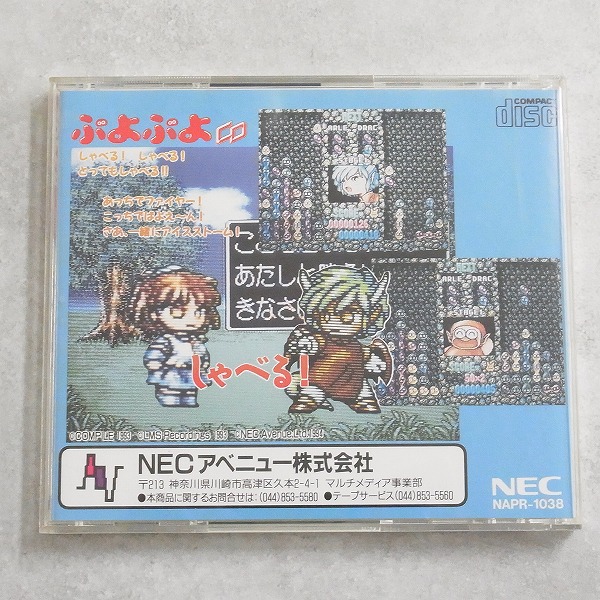 ぷよぷよCD
COMPACT
disc
しゃべる! しゃべる!
とってもしゃべる!!
あっちでファイヤー!
こっちでばよえ~ん!
さあ、一緒にアイスストーム!
ARLE DRAC
STAGE
ARLE DRAC
STAGE
あたし
きなさ
しゃべる!
©COMPILE 1993 ©LMS Recordings 1993 ©NEC Avenue,Ltd.1994
NECアベニュー株式会社
〒213 神奈川県川崎市高津区久本2-4-1 マルチメディア事業部
●本商品に関するお問合せは:(044)853-5580 ●テープサービス(044)853-5560
NEC
NAPR-1038